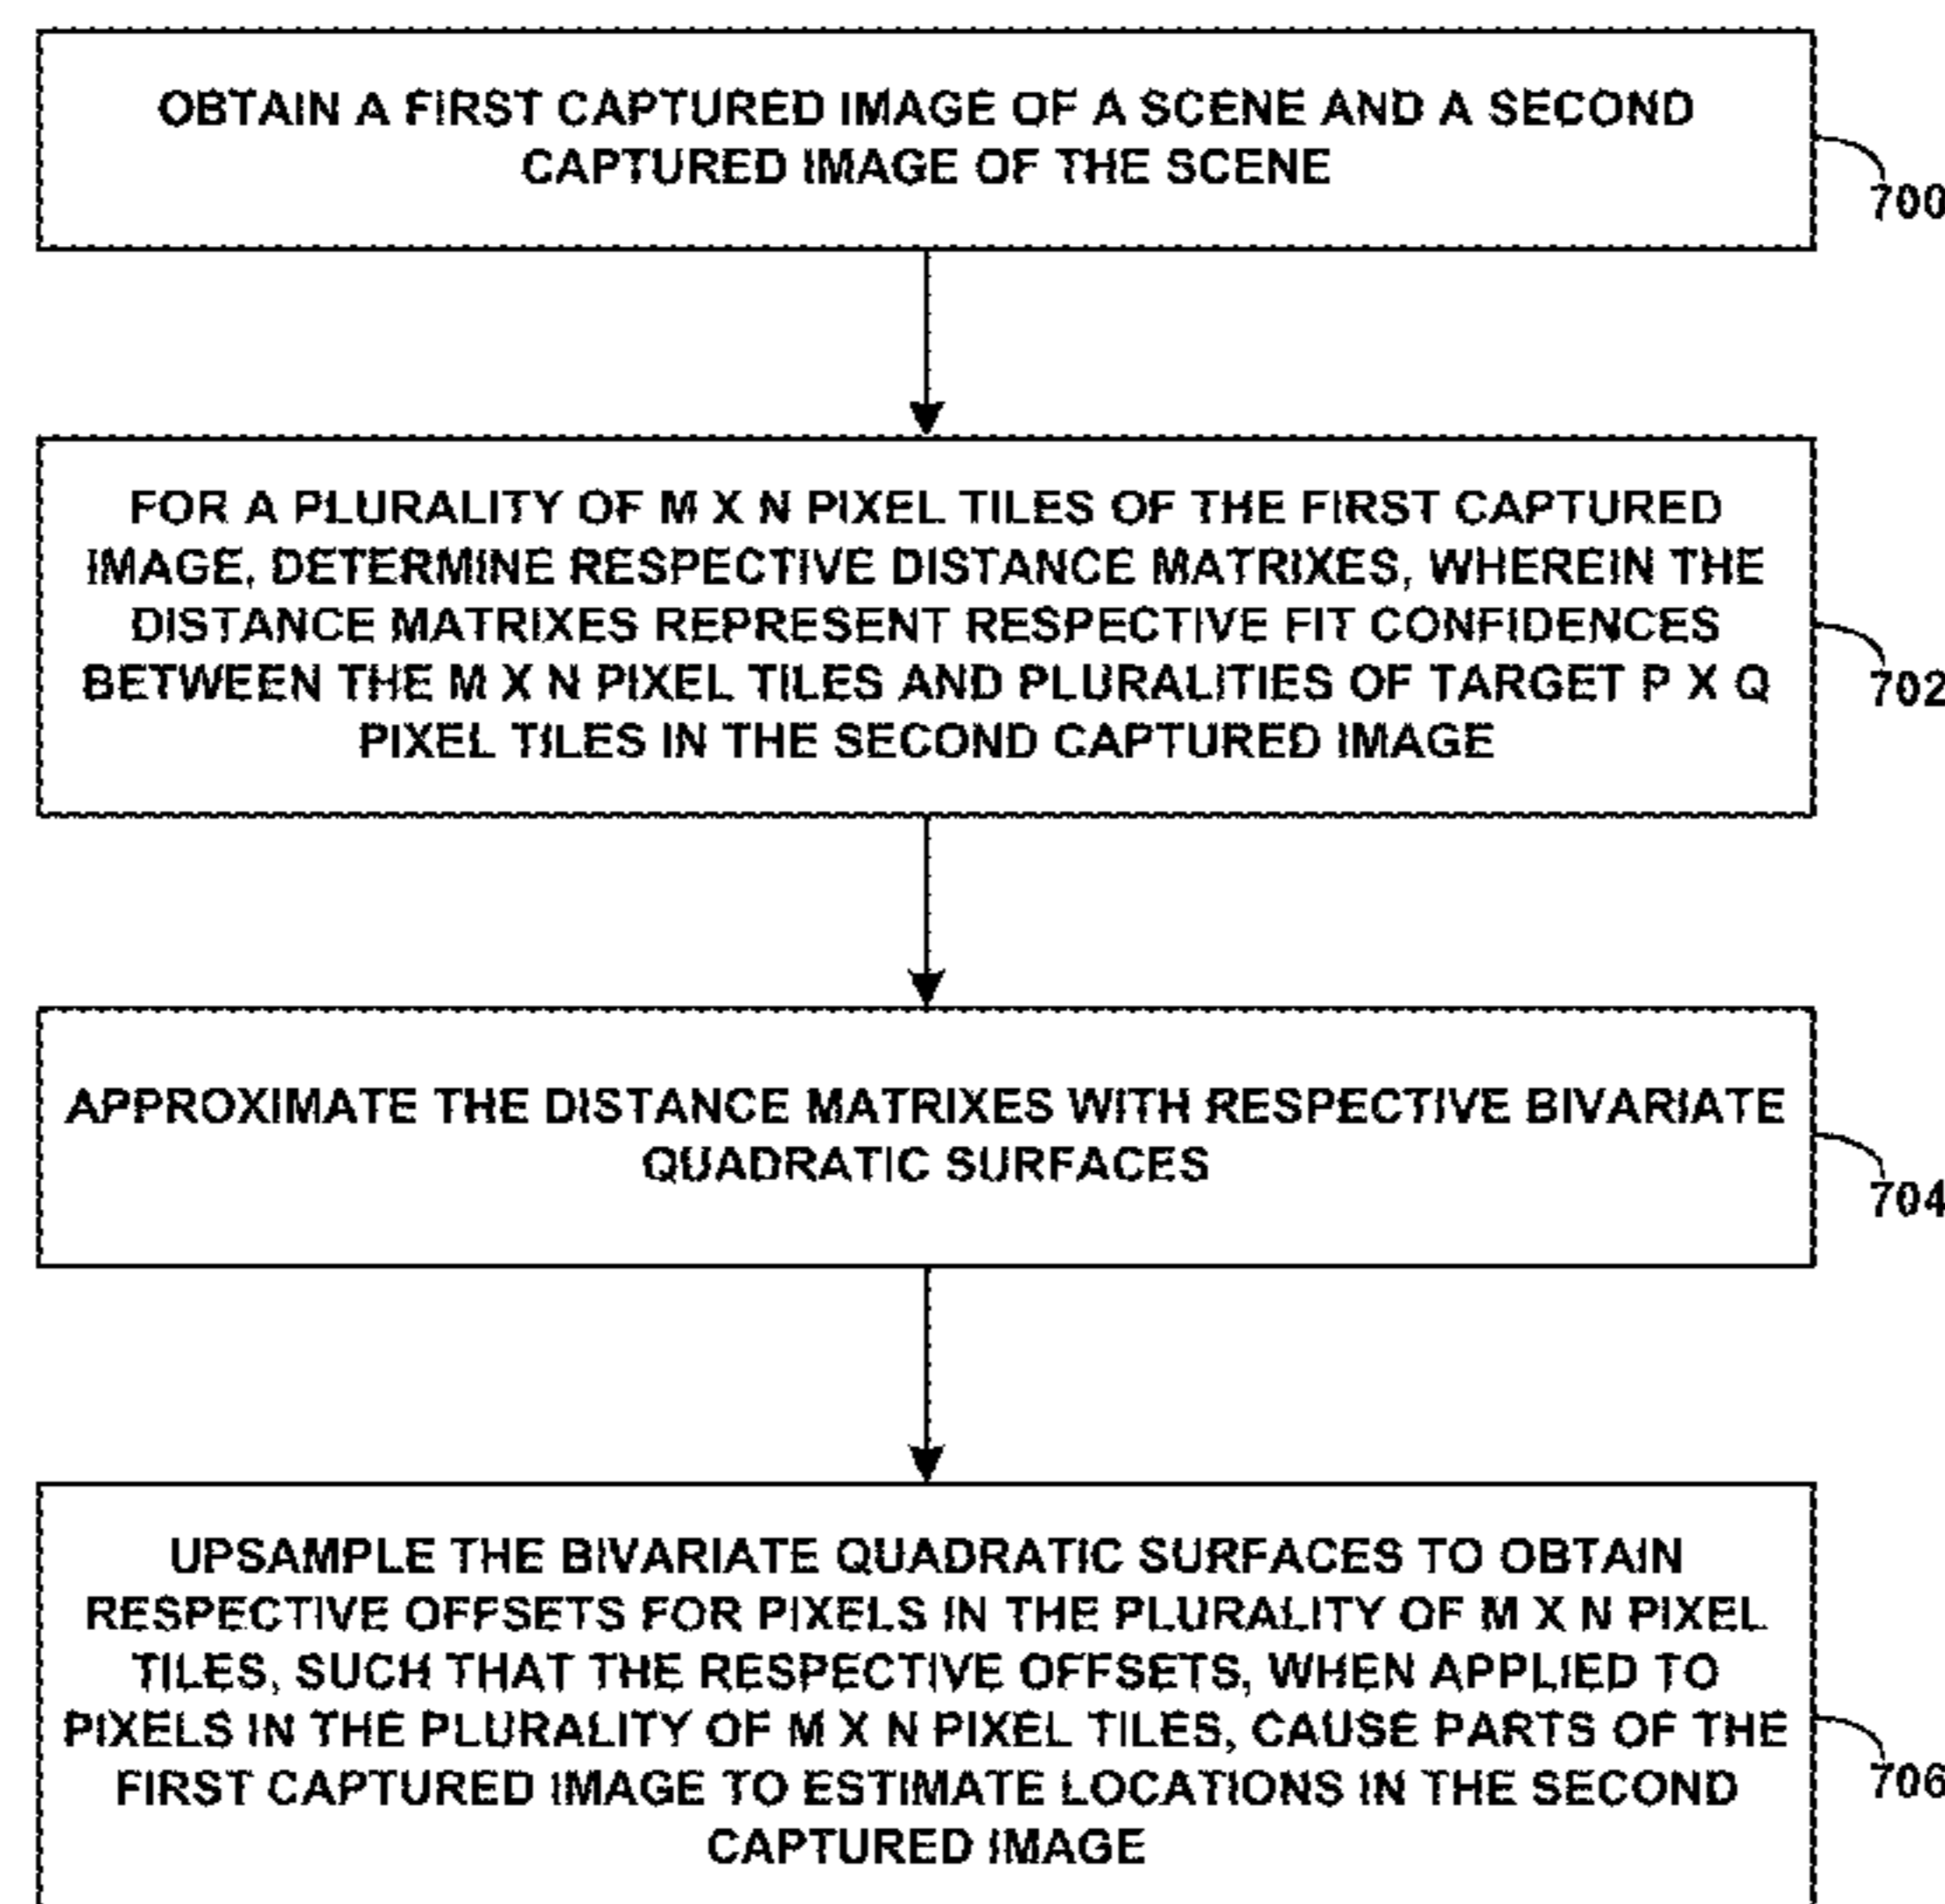 OBTAIN A FIRST CAPTURED IMAGE OF A SCENE AND A SECOND
CAPTURED IMAGE OF THE SCENE
700
FOR A PLURALITY OF M X N PIXEL TILES OF THE FIRST CAPTURED
IMAGE, DETERMINE RESPECTIVE DISTANCE MATRIXES, WHEREIN THE
DISTANCE MATRIXES REPRESENT RESPECTIVE FIT CONFIDENCES
BETWEEN THE M X N PIXEL TILES AND PLURALITIES OF TARGET P X Q
PIXEL TILES IN THE SECOND CAPTURED IMAGE
702
APPROXIMATE THE DISTANCE MATRIXES WITH RESPECTIVE BIVARIATE
QUADRATIC SURFACES
704
UPSAMPLE THE BIVARIATE QUADRATIC SURFACES TO OBTAIN
RESPECTIVE OFFSETS FOR PIXELS IN THE PLURALITY OF M X N PIXEL
TILES, SUCH THAT THE RESPECTIVE OFFSETS, WHEN APPLIED TO
PIXELS IN THE PLURALITY OF M X N PIXEL TILES, CAUSE PARTS OF THE
FIRST CAPTURED IMAGE TO ESTIMATE LOCATIONS IN THE SECOND
CAPTURED IMAGE
706